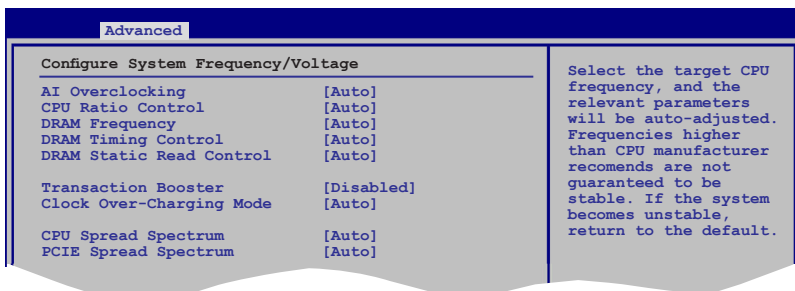 Advanced
Configure System Frequency/Voltage
AI Overclocking [Auto]
CPU Ratio Control [Auto]
DRAM Frequency [Auto]
DRAM Timing Control [Auto]
DRAM Static Read Control [Auto]
Transaction Booster [Disabled]
Clock Over-Charging Mode [Auto]
CPU Spread Spectrum [Auto]
PCIE Spread Spectrum [Auto]
Select the target CPU
frequency, and the
relevant parameters
will be auto-adjusted.
Frequencies higher
than CPU manufacturer
recomends are not
guaranteed to be
stable. If the system
becomes unstable,
return to the default.